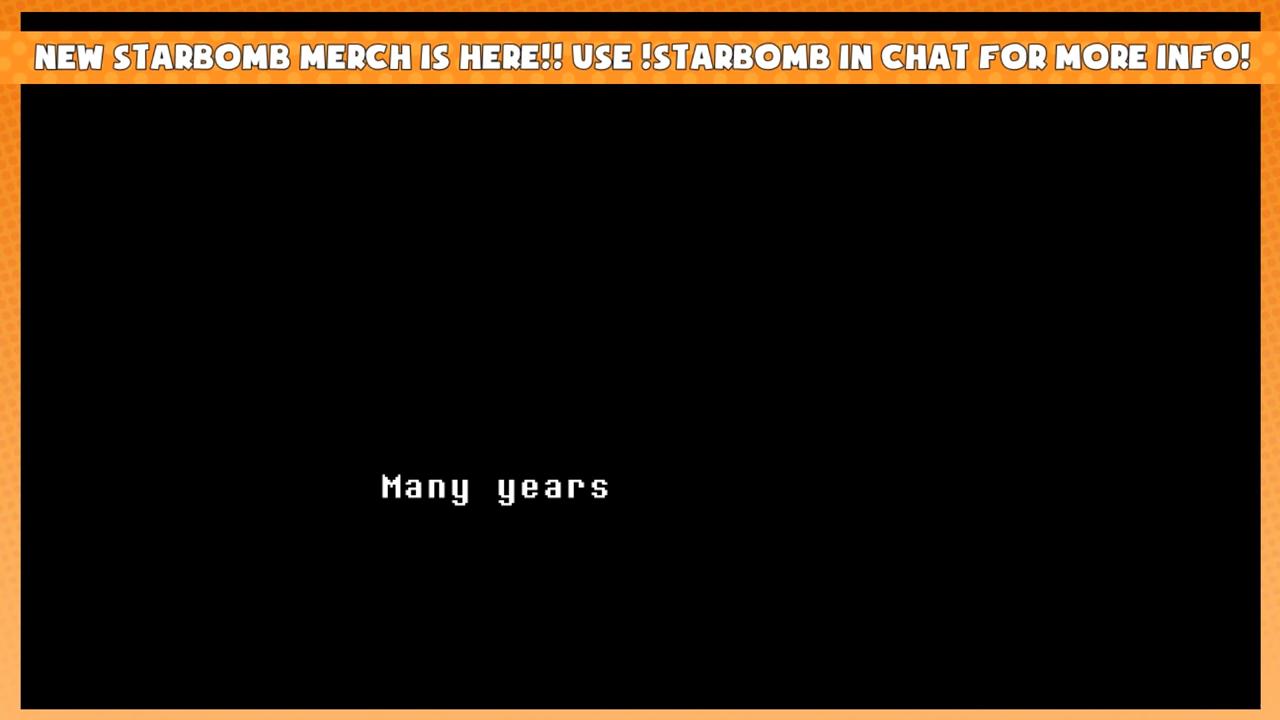 NEW STARBOMB MERCH IS HERE!! USE !STARBOMB IN CHAT FOR MORE INFO!
Many years